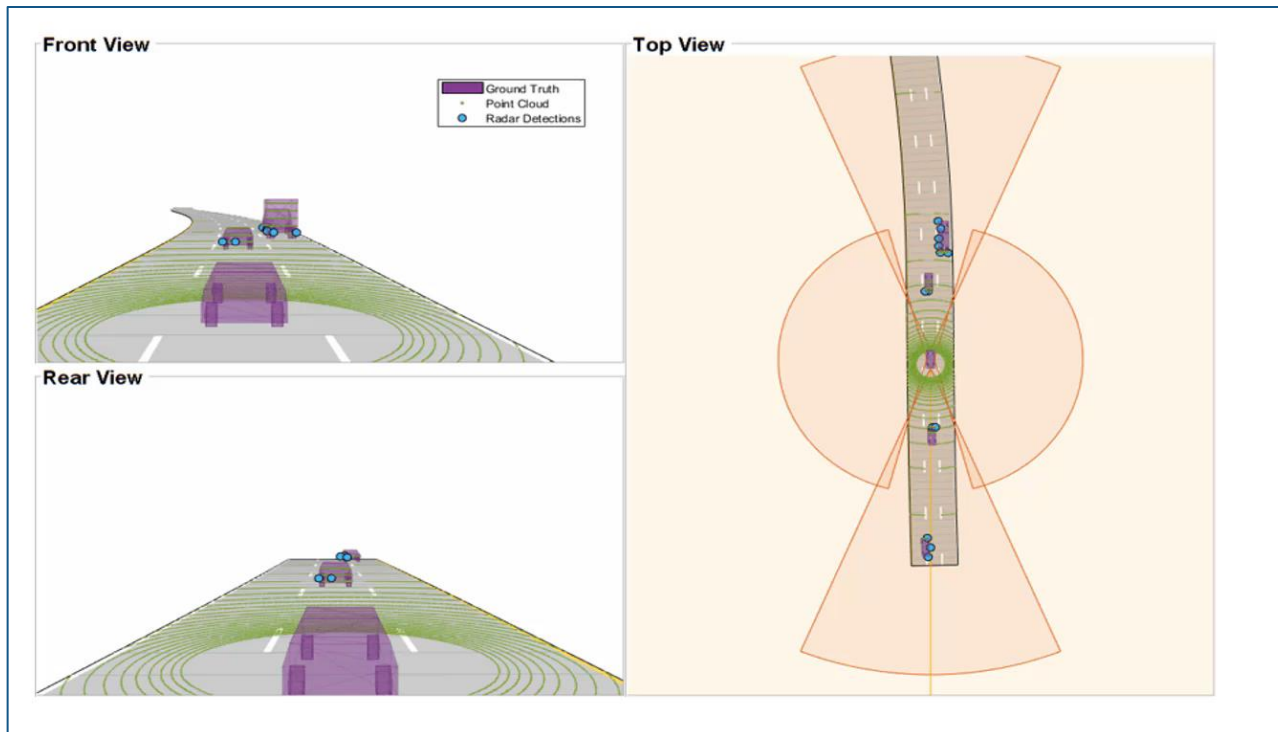 Front View
Ground Truth
Point Cloud
Radar Detections
Rear View
Top View